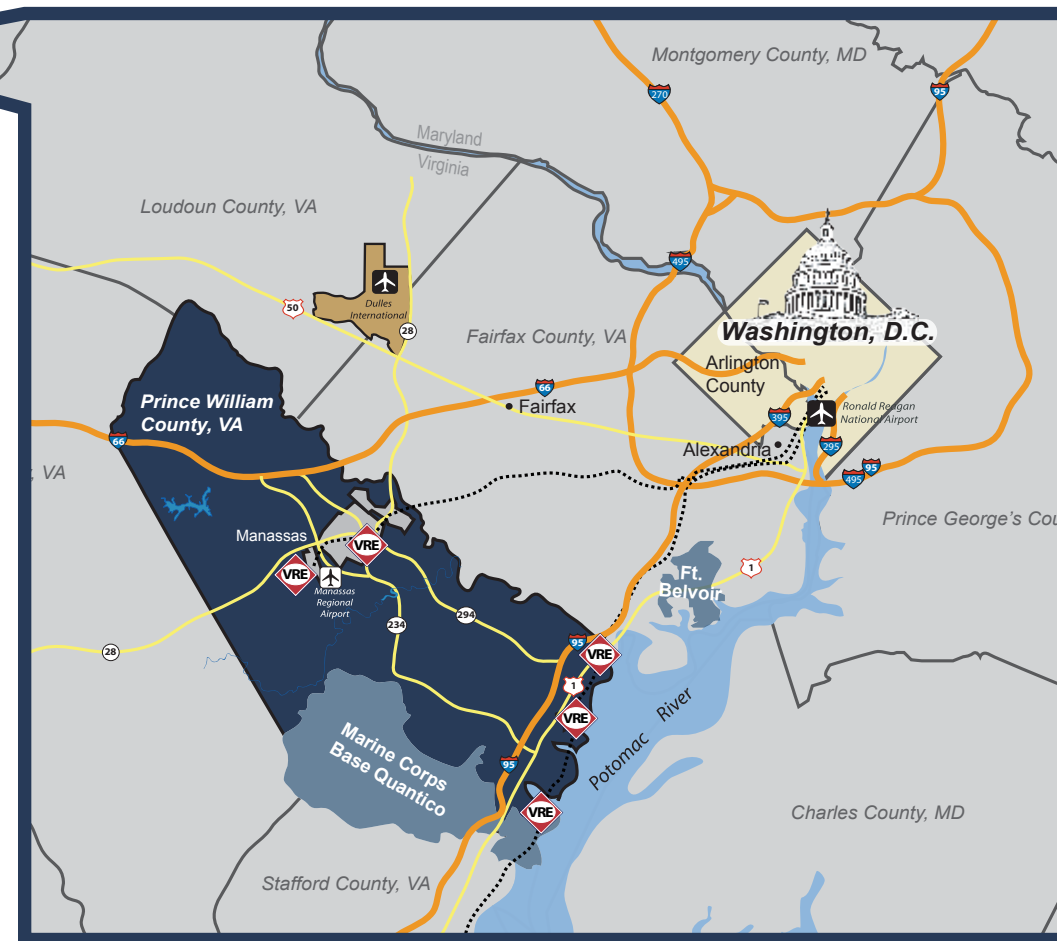 Montgomery County, MD
270
95
Maryland
Virginia
Loudoun County, VA
495
Dulles
International
50
28
Washington, D.C.
Fairfax County, VA
Arlington
County
66
Prince William
County, VA
Fairfax
395
Ronald Reagan
National Airport
66
295
Alexandria
95
495
, VA
Prince George's Cou
Manassas
VRE
VRE
Manassas
Regional
Airport
Ft.
Belvoir
1
294
234
28
95
VRE
1
VRE
Potomac River
Marine Corps
Base Quantico
95
VRE
Charles County, MD
Stafford County, VA